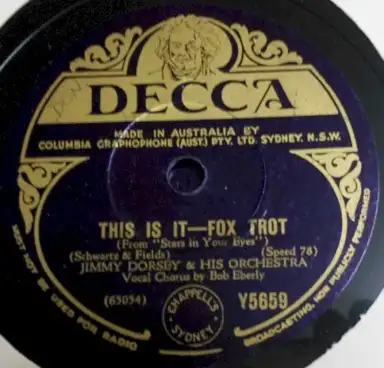 DON
DECCA
MADE IN AUSTRALIA BY
COLUMBIA GRAPHOPHONE (AUST.) PTY. LTD. SYDNEY. N.S.W.
THIS IS IT—FOX TROT
(From "Stars in Your Eyes")
(Schwartz & Fields) (Speed 78)
JIMMY DORSEY & HIS ORCHESTRA
Vocal Chorus by Bob Eberly
(65054) CHAPPELL'S SYDNEY Y5659
MUST NOT BE USED FOR RADIO BROADCASTING, NOR PUBLICLY PERFORMED